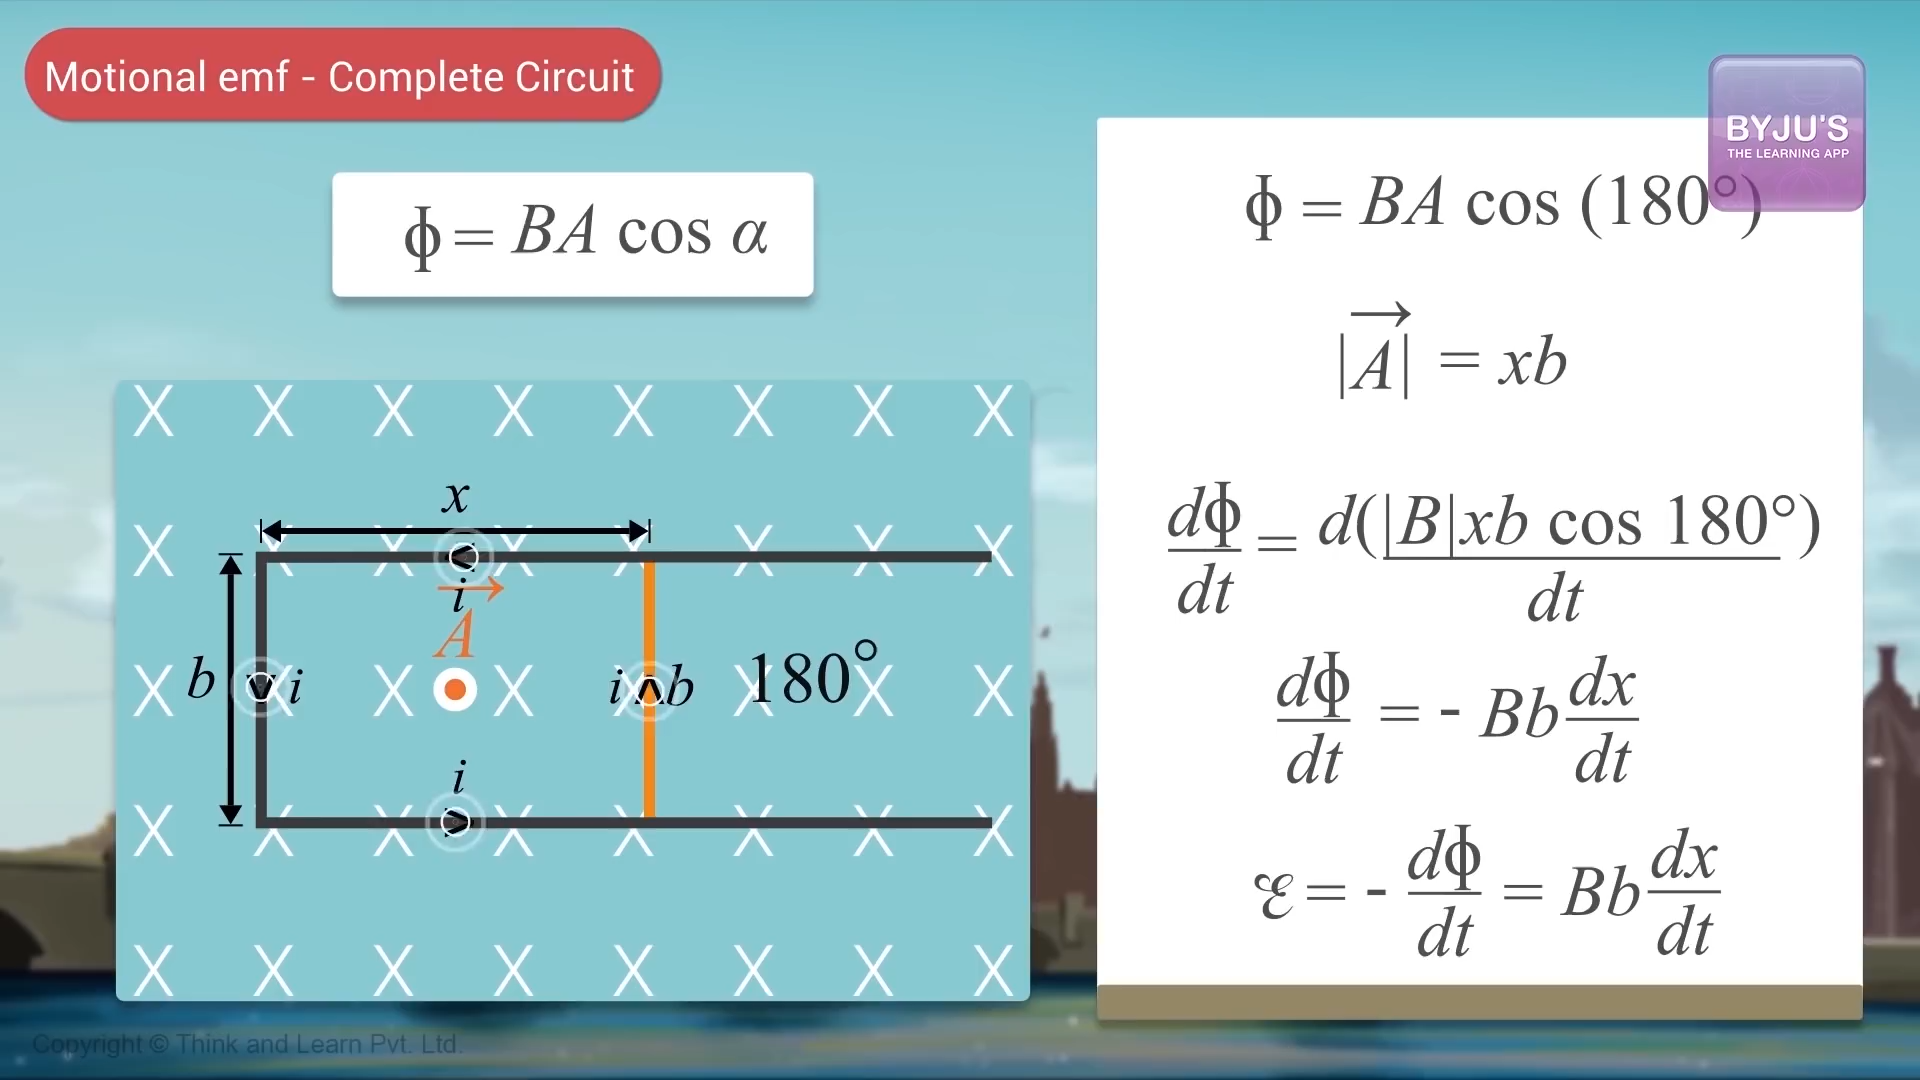 Motional emf - Complete Circuit
BYJU'S
THE LEARNING APP
ϕ = BA cos α
x
i
A
b
i
i
b
180°
i
ϕ = BA cos (180°)
|A⃗| = xb
dϕ/dt = d(|B|xb cos 180°)/dt
dϕ/dt = - Bb dx/dt
ℰ = - dϕ/dt = Bb dx/dt
X X X X X X X X
X X X X X X X X
X X X X X X X
X X X X X X X X
X X X X X X X X
Copyright © Think and Learn Pvt. Ltd.